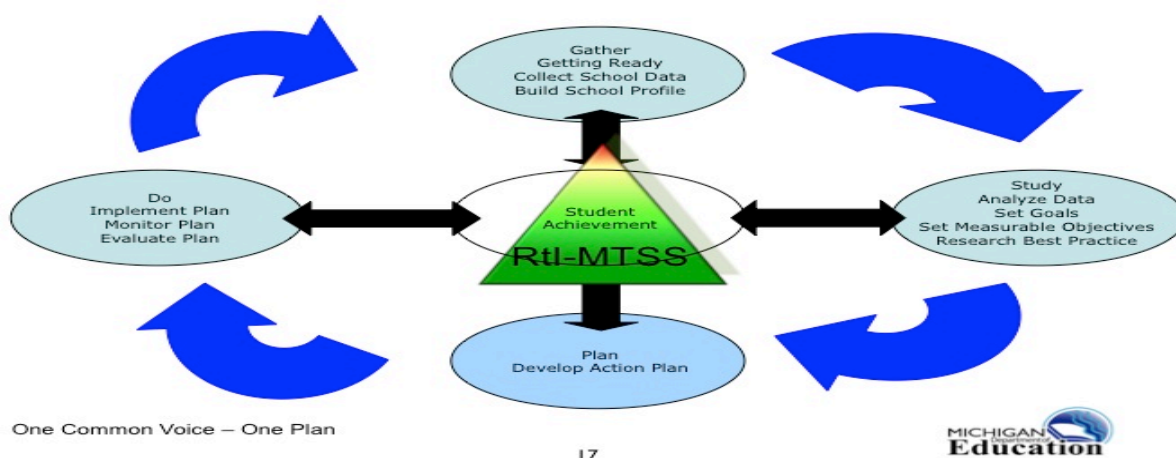 Gather
Getting Ready
Collect School Data
Build School Profile
Do
Implement Plan
Monitor Plan
Evaluate Plan
Student
Achievement
RtI-MTSS
Study
Analyze Data
Set Goals
Set Measurable Objectives
Research Best Practice
Plan
Develop Action Plan
One Common Voice – One Plan
17
MICHIGAN
Department of
Education